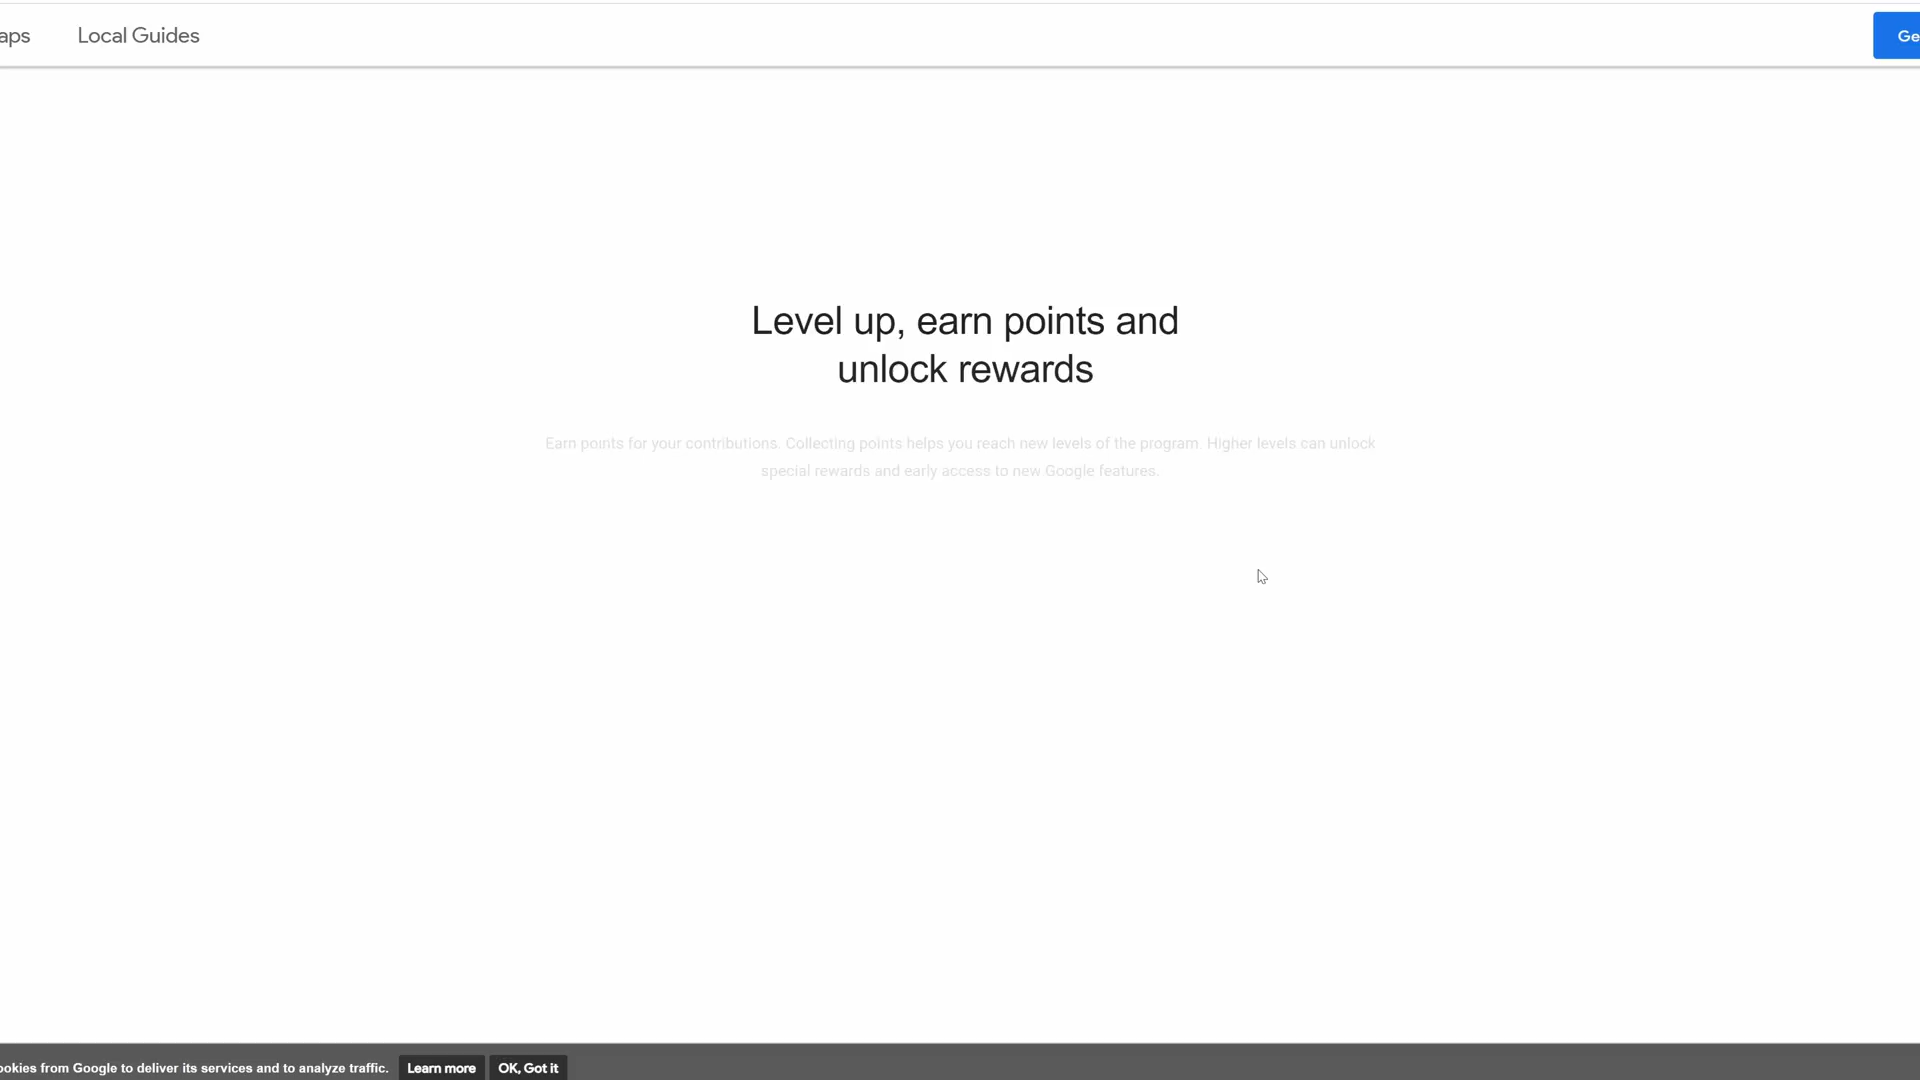 aps Local Guides Ge
Level up, earn points and
unlock rewards
Earn points for your contributions. Collecting points helps you reach new levels of the program. Higher levels can unlock
special rewards and early access to new Google features.
ookies from Google to deliver its services and to analyze traffic. Learn more OK, Got it